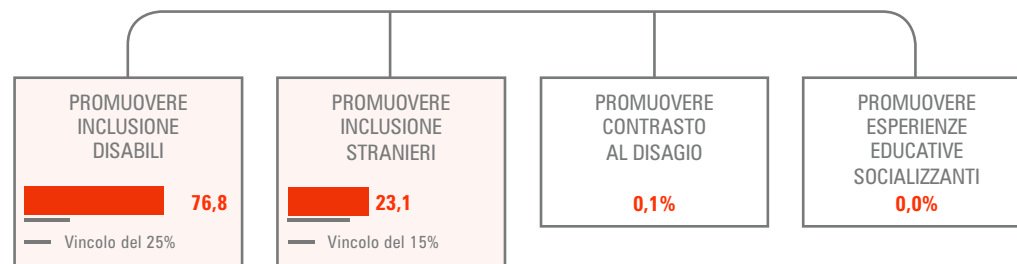 PROMUOVERE
INCLUSIONE
DISABILI
76,8
Vincolo del 25%
PROMUOVERE
INCLUSIONE
STRANIERI
23,1
Vincolo del 15%
PROMUOVERE
CONTRASTO
AL DISAGIO
0,1%
PROMUOVERE
ESPERIENZE
EDUCATIVE
SOCIALIZZANTI
0,0%